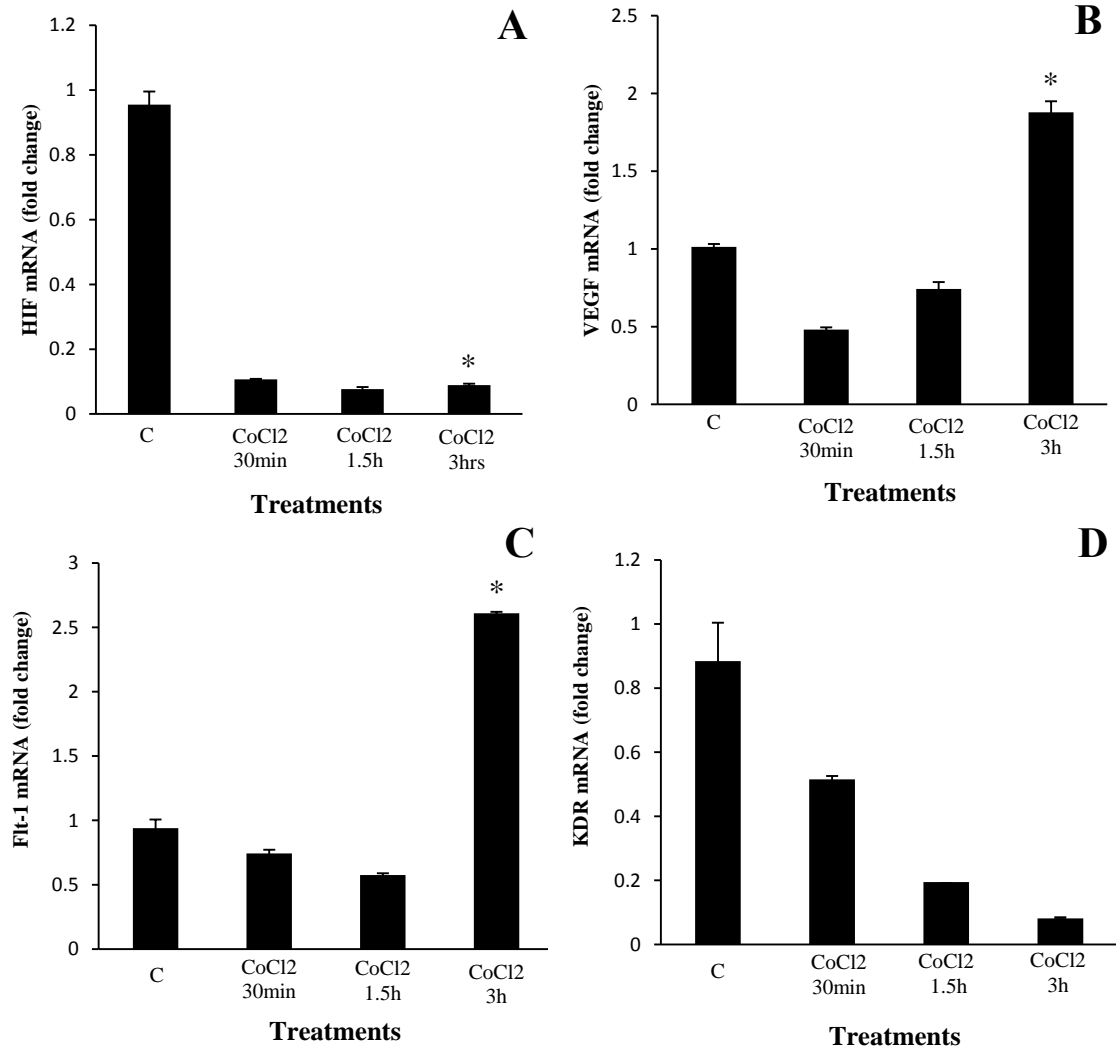 A
HIF mRNA (fold change)
1.2
1
0.8
0.6
0.4
0.2
0
*
C
CoCl2
30min
CoCl2
1.5h
CoCl2
3hrs
Treatments
B
VEGF mRNA (fold change)
2.5
2
1.5
1
0.5
0
*
C
CoCl2
30min
CoCl2
1.5h
CoCl2
3h
Treatments
C
Flt-1 mRNA (fold change)
3
2.5
2
1.5
1
0.5
0
*
C
CoCl2
30min
CoCl2
1.5h
CoCl2
3h
Treatments
D
KDR mRNA (fold change)
1.2
1
0.8
0.6
0.4
0.2
0
C
CoCl2
30min
CoCl2
1.5h
CoCl2
3h
Treatments